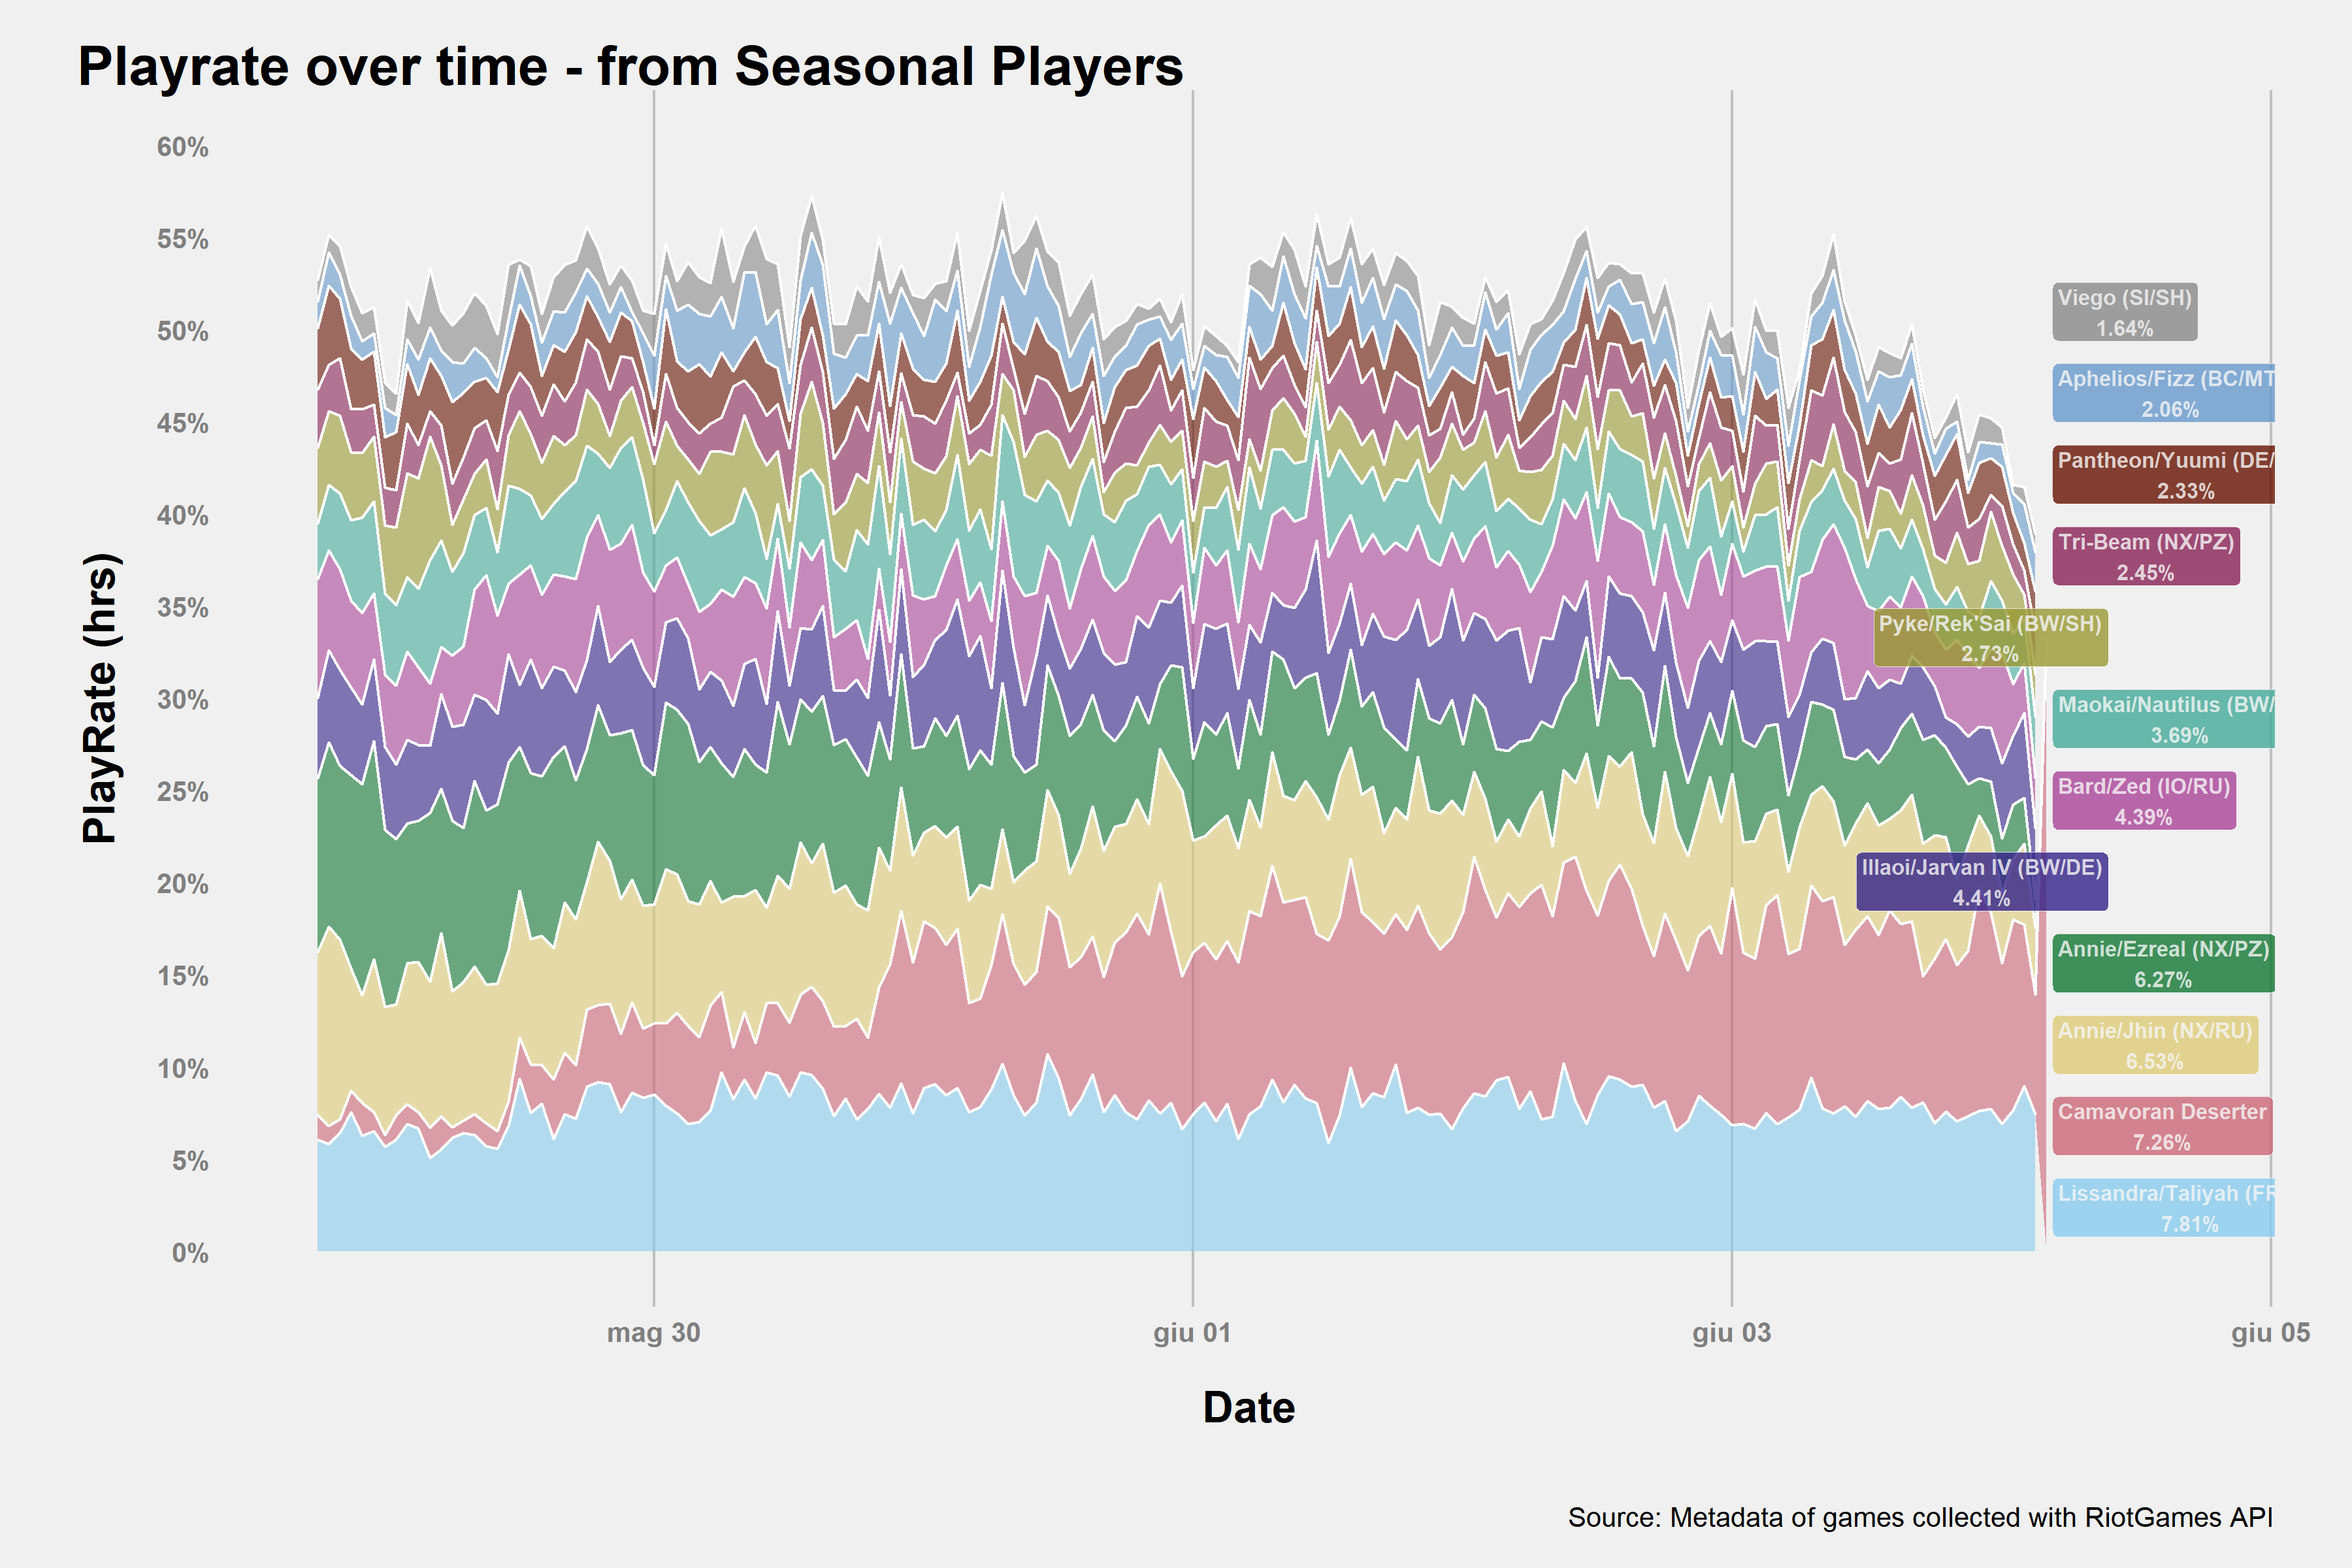 Playrate over time - from Seasonal Players
60%
55%
50%
45%
40%
35%
30%
25%
20%
15%
10%
5%
0%
PlayRate (hrs)
Viego (SI/SH)
1.64%
Aphelios/Fizz (BC/MT
2.06%
Pantheon/Yuumi (DE/
2.33%
Tri-Beam (NX/PZ)
2.45%
Pyke/Rek'Sai (BW/SH)
2.73%
Maokai/Nautilus (BW/
3.69%
Bard/Zed (IO/RU)
4.39%
Illaoi/Jarvan IV (BW/DE)
4.41%
Annie/Ezreal (NX/PZ)
6.27%
Annie/Jhin (NX/RU)
6.53%
Camavoran Deserter
7.26%
Lissandra/Taliyah (FR
7.81%
mag 30
giu 01
giu 03
giu 05
Date
Source: Metadata of games collected with RiotGames API